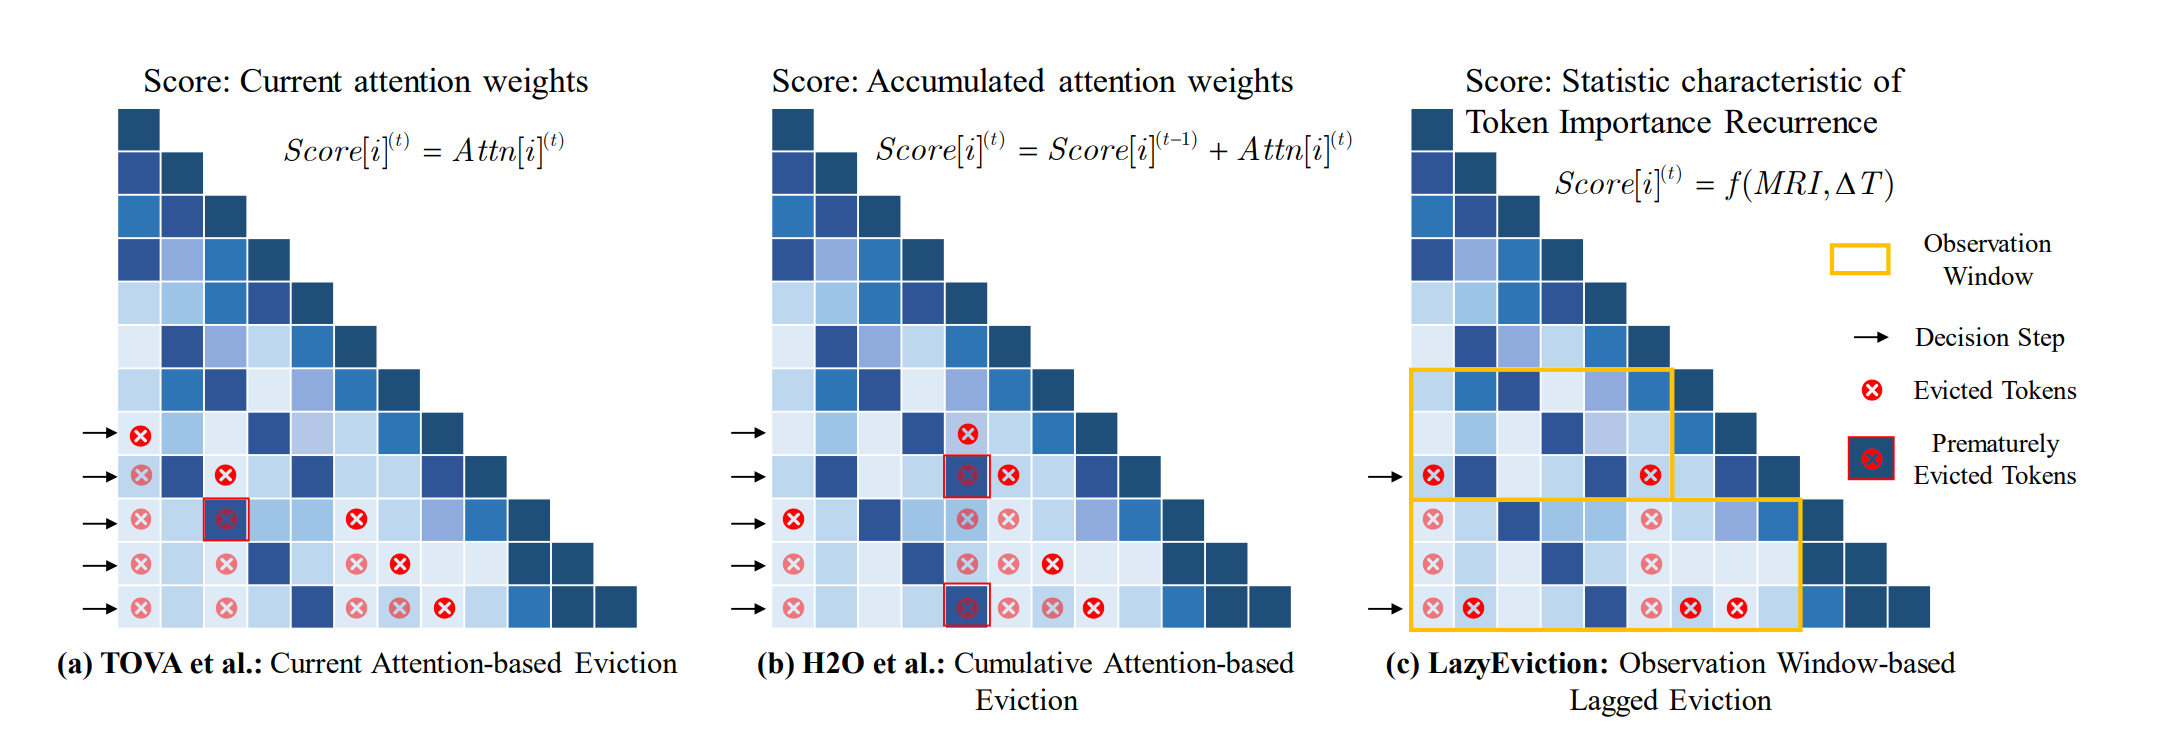 Score: Current attention weights
Score[i]^(t) = Attn[i]^(t)
(a) TOVA et al.: Current Attention-based Eviction
Score: Accumulated attention weights
Score[i]^(t) = Score[i]^(t−1) + Attn[i]^(t)
(b) H2O et al.: Cumulative Attention-based
Eviction
Score: Statistic characteristic of
Token Importance Recurrence
Score[i]^(t) = f(MRI, ΔT)
Observation
Window
Decision Step
Evicted Tokens
Prematurely
Evicted Tokens
(c) LazyEviction: Observation Window-based
Lagged Eviction